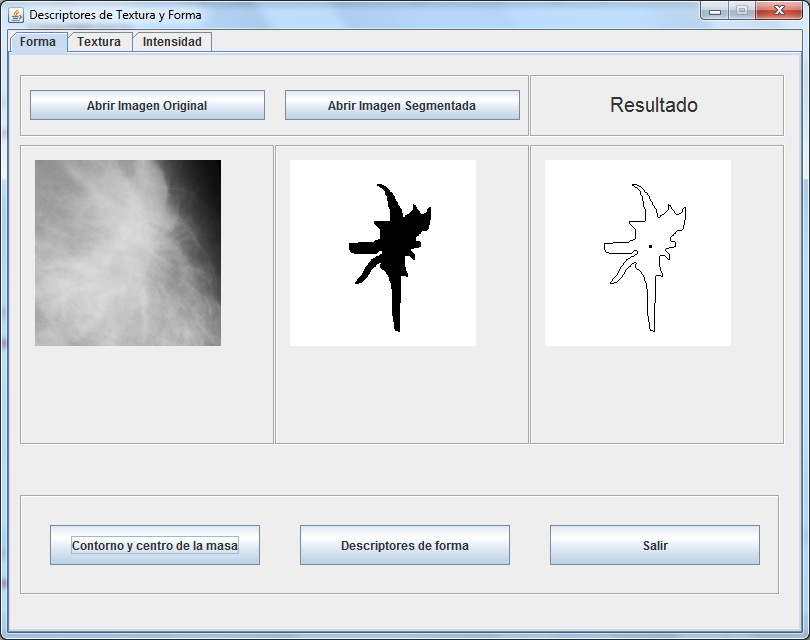 Descriptores de Textura y Forma
Forma Textura Intensidad
Abrir Imagen Original Abrir Imagen Segmentada Resultado
Contorno y centro de la masa Descriptores de forma Salir